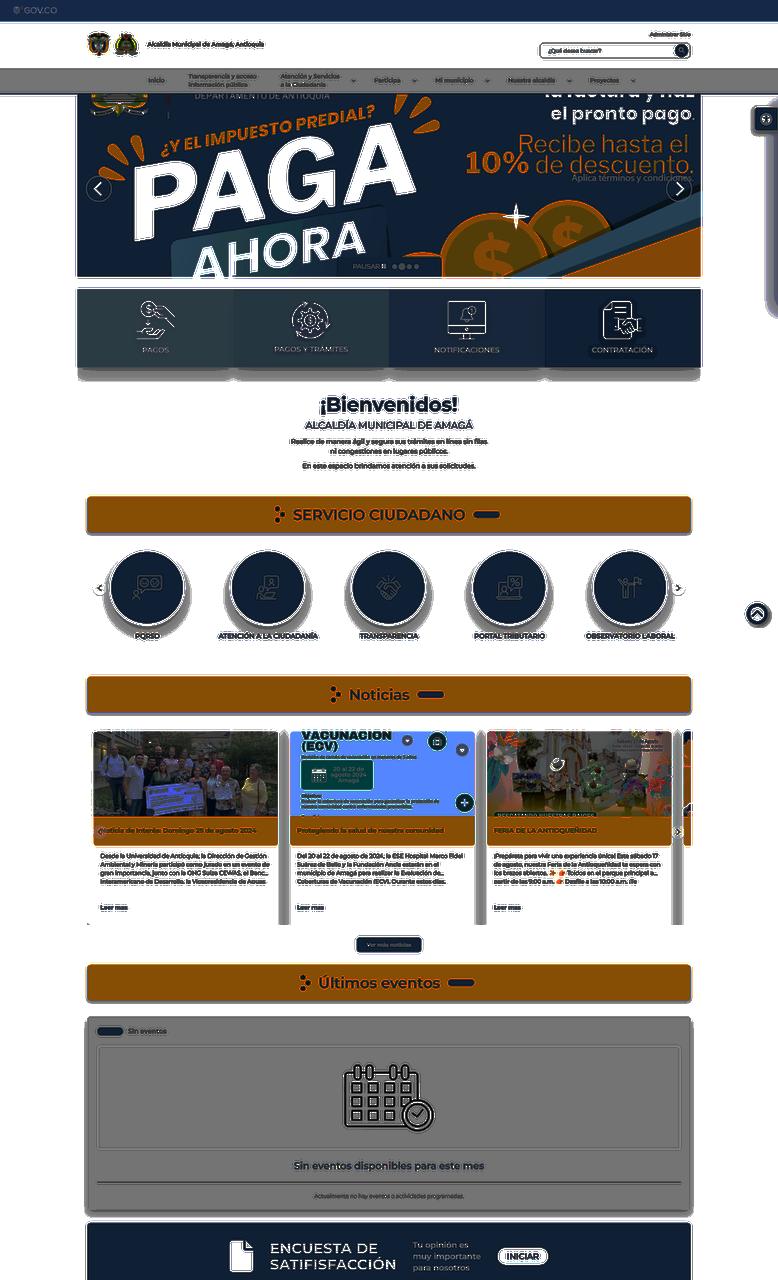 GOV.CO
Administrar Sitio
Alcaldía Municipal de Amagá, Antioquia
¿Qué desea buscar?
Inicio
Transparencia y acceso
información pública
Atención y Servicios
a la Ciudadanía
Participa
Mi municipio
Nuestra alcaldía
Proyectos
DEPARTAMENTO DE ANTIOQUIA
¿Y EL IMPUESTO PREDIAL?
PAGA
AHORA
la factura y haz
el pronto pago.
Recibe hasta el
10% de descuento.
Aplica términos y condiciones.
PAUSAR
PAGOS
PAGOS Y TRÁMITES
NOTIFICACIONES
CONTRATACIÓN
¡Bienvenidos!
ALCALDÍA MUNICIPAL DE AMAGÁ
Realice de manera ágil y segura sus trámites en línea sin filas
ni congestiones en lugares públicos.
En este espacio brindamos atención a sus solicitudes.
SERVICIO CIUDADANO
PQRSD
ATENCIÓN A LA CIUDADANÍA
TRANSPARENCIA
PORTAL TRIBUTARIO
OBSERVATORIO LABORAL
Noticias
VACUNACIÓN
(ECV)
20 al 22 de
agosto 2024
Amagá
Objetivo:
RESCATANDO NUESTRAS RAÍCES
Noticia de Interés Domingo 25 de agosto 2024
Desde la Universidad de Antioquia, la Dirección de Gestión
Ambiental y Minería participó como jurado en un evento de
gran importancia, junto con la ONG Suiza CEWAS, el Banco
Interamericano de Desarrollo, la Viceministra de Aguas
Leer mas
Protegiendo la salud de nuestra comunidad
Del 20 al 22 de agosto de 2024, la ESE Hospital Marco Fidel
Suárez de Bello y la Fundación Ando estarán en el
municipio de Amagá para realizar la Evaluación de
Coberturas de Vacunación (ECV). Durante estos días,
Leer mas
FERIA DE LA ANTIOQUEÑIDAD
¡Prepárate para vivir una experiencia única! Este sábado 17
de agosto, nuestra Feria de la Antioqueñidad te espera con
los brazos abiertos. Toldos en el parque principal a
partir de las 9:00 a.m. Desfile a las 10:00 a.m.
Leer mas
Ver más noticias
Últimos eventos
Sin eventos
Sin eventos disponibles para este mes
Actualmente no hay eventos o actividades programadas.
ENCUESTA DE
SATIFISFACCIÓN
Tu opinión es
muy importante
para nosotros
INICIAR